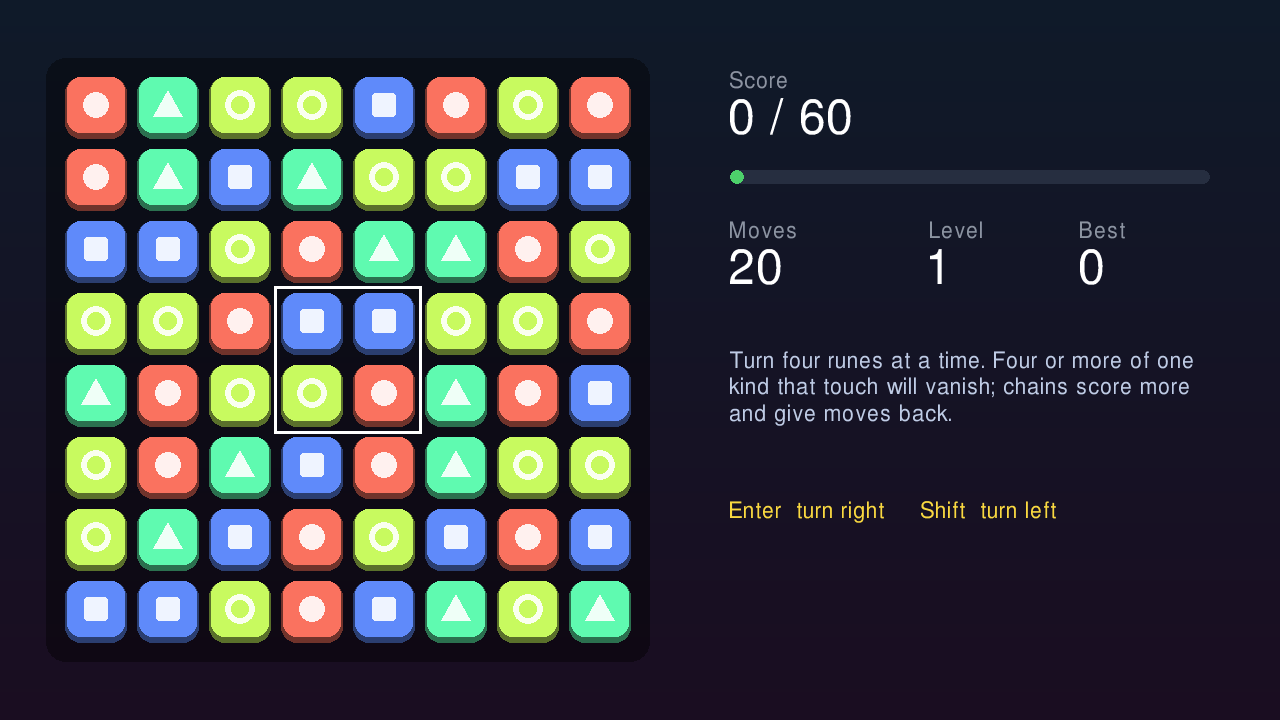 Score
0 / 60
Moves Level Best
20 1 0
Turn four runes at a time. Four or more of one
kind that touch will vanish; chains score more
and give moves back.
Enter turn right Shift turn left